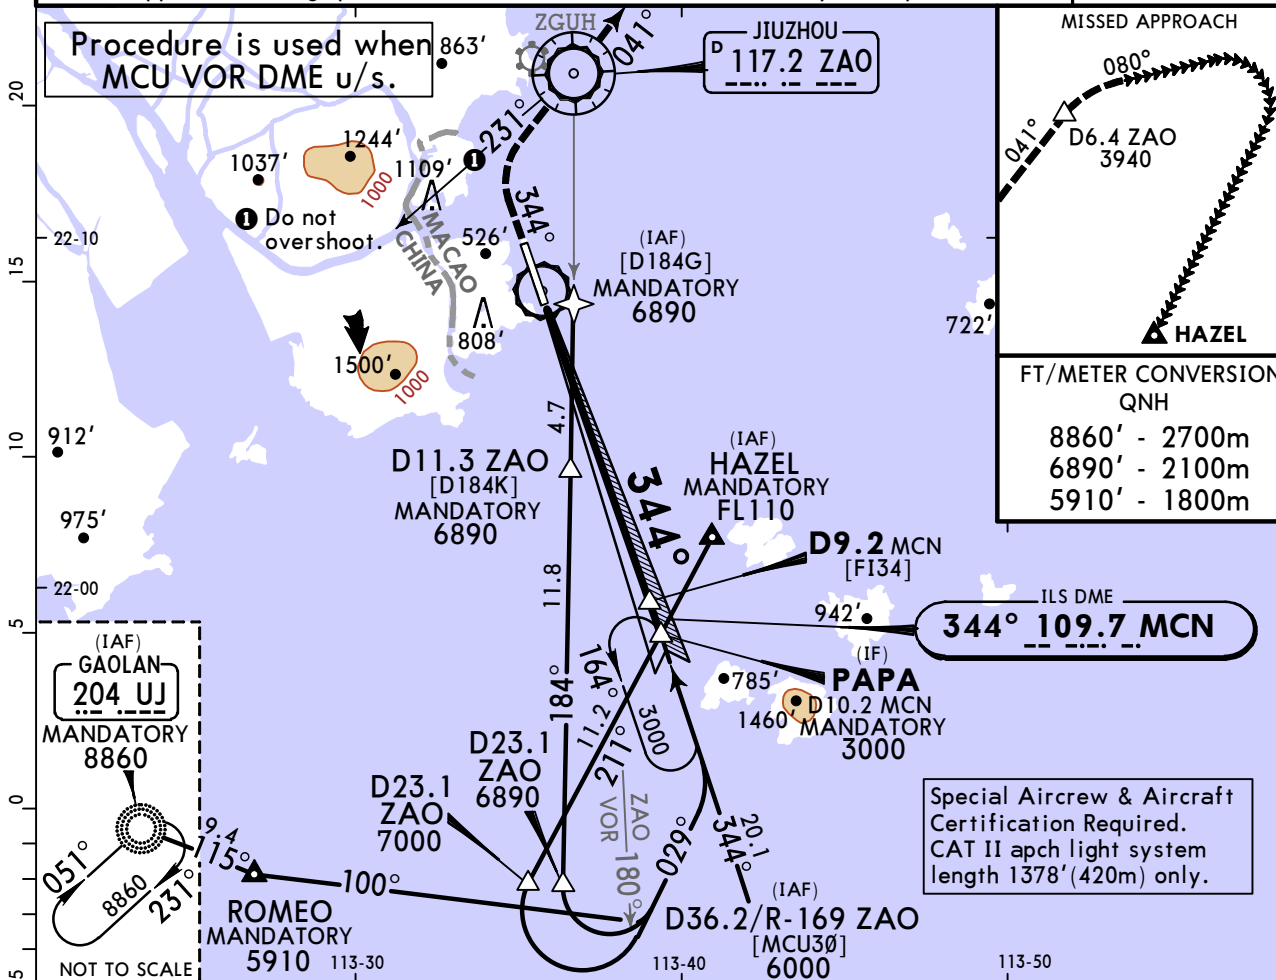 Procedure is used when
MCU VOR DME u/s.
863'
ZGUH
041°
JIUZHOU
D 117.2 ZAO
MISSED APPROACH
080°
041°
D6.4 ZAO
3940
HAZEL
FT/METER CONVERSION
QNH
8860' - 2700m
6890' - 2100m
5910' - 1800m
20
15
10
5
0
5
1244'
1037'
1000
1109'
231°
1
1 Do not
overshoot.
22-10
MACAO
CHINA
526'
344°
808'
1500'
1000
(IAF)
[D184G]
MANDATORY
6890
722'
912'
975'
22-00
4.7
D11.3 ZAO
[D184K]
MANDATORY
6890
11.8
184°
344°
(IAF)
HAZEL
MANDATORY
FL110
D9.2 MCN
[FI34]
942'
ILS DME
344° 109.7 MCN
(IF)
PAPA
D10.2 MCN
MANDATORY
3000
785'
1460'
164°
3000
11.2
211°
(IAF)
GAOLAN
204 UJ
MANDATORY
8860
051°
8860
231°
9.4
115°
NOT TO SCALE
D23.1
ZAO
6890
D23.1
ZAO
7000
ZAO
VOR
180°
029°
20.1
344°
100°
ROMEO
MANDATORY
5910
(IAF)
D36.2/R-169 ZAO
[MCU3Ø]
6000
Special Aircrew & Aircraft
Certification Required.
CAT II apch light system
length 1378'(420m) only.
113-30
113-40
113-50